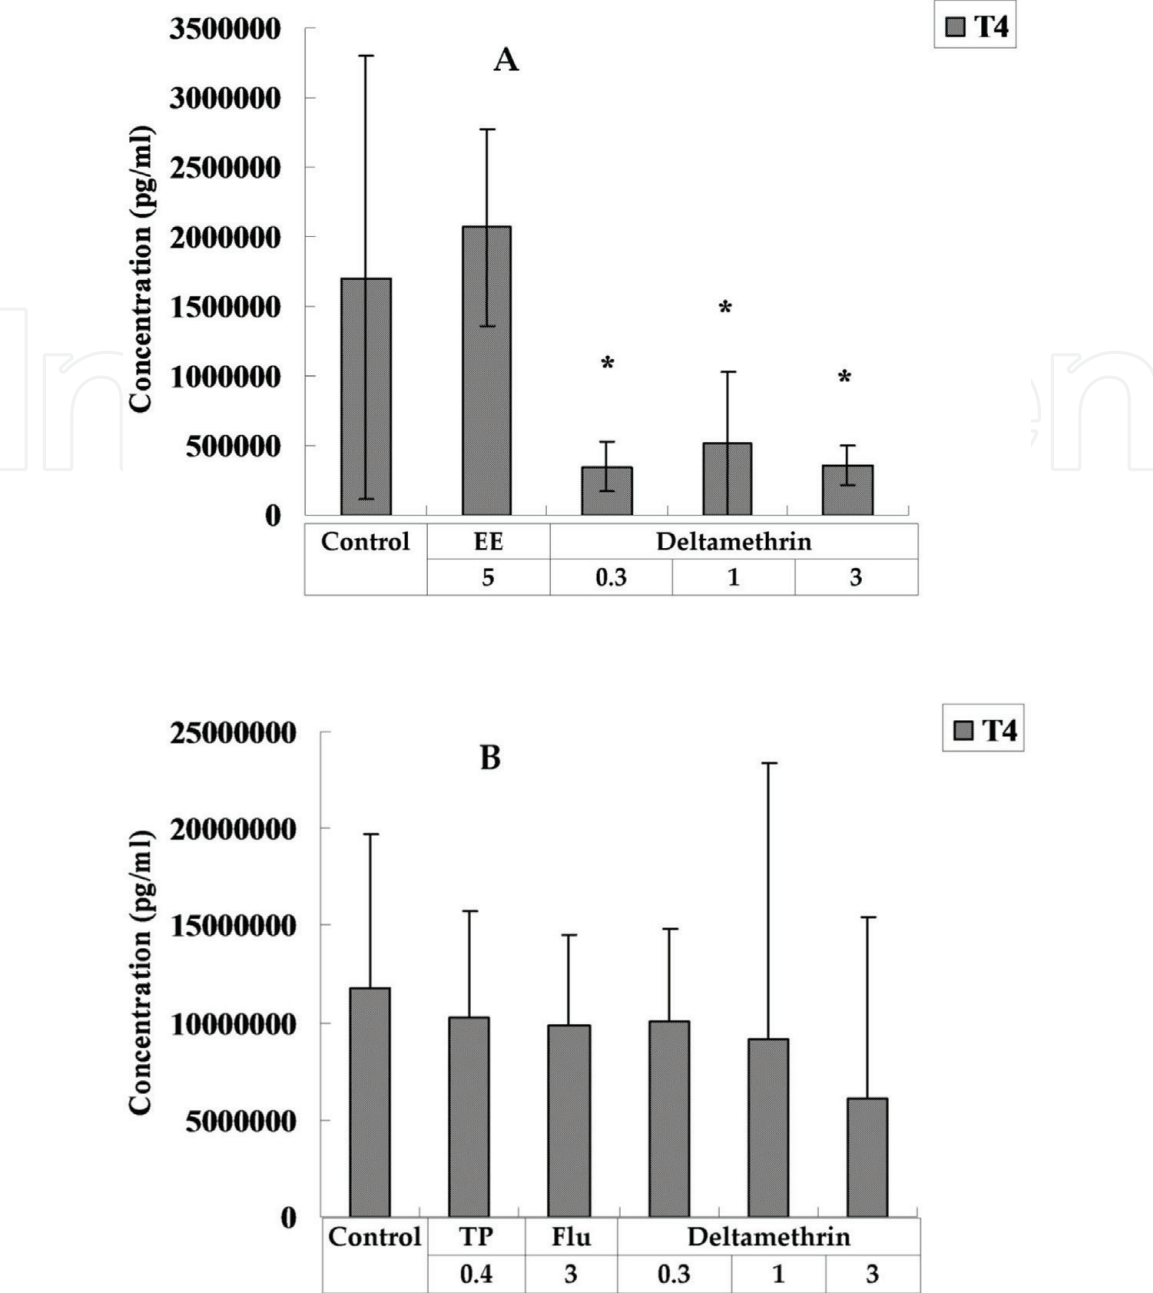 T4
A
3500000
3000000
2500000
2000000
1500000
1000000
500000
0
Concentration (pg/ml)
*
*
*
Control EE Deltamethrin
5 0.3 1 3
T4
B
25000000
20000000
15000000
10000000
5000000
0
Concentration (pg/ml)
Control TP Flu Deltamethrin
0.4 3 0.3 1 3